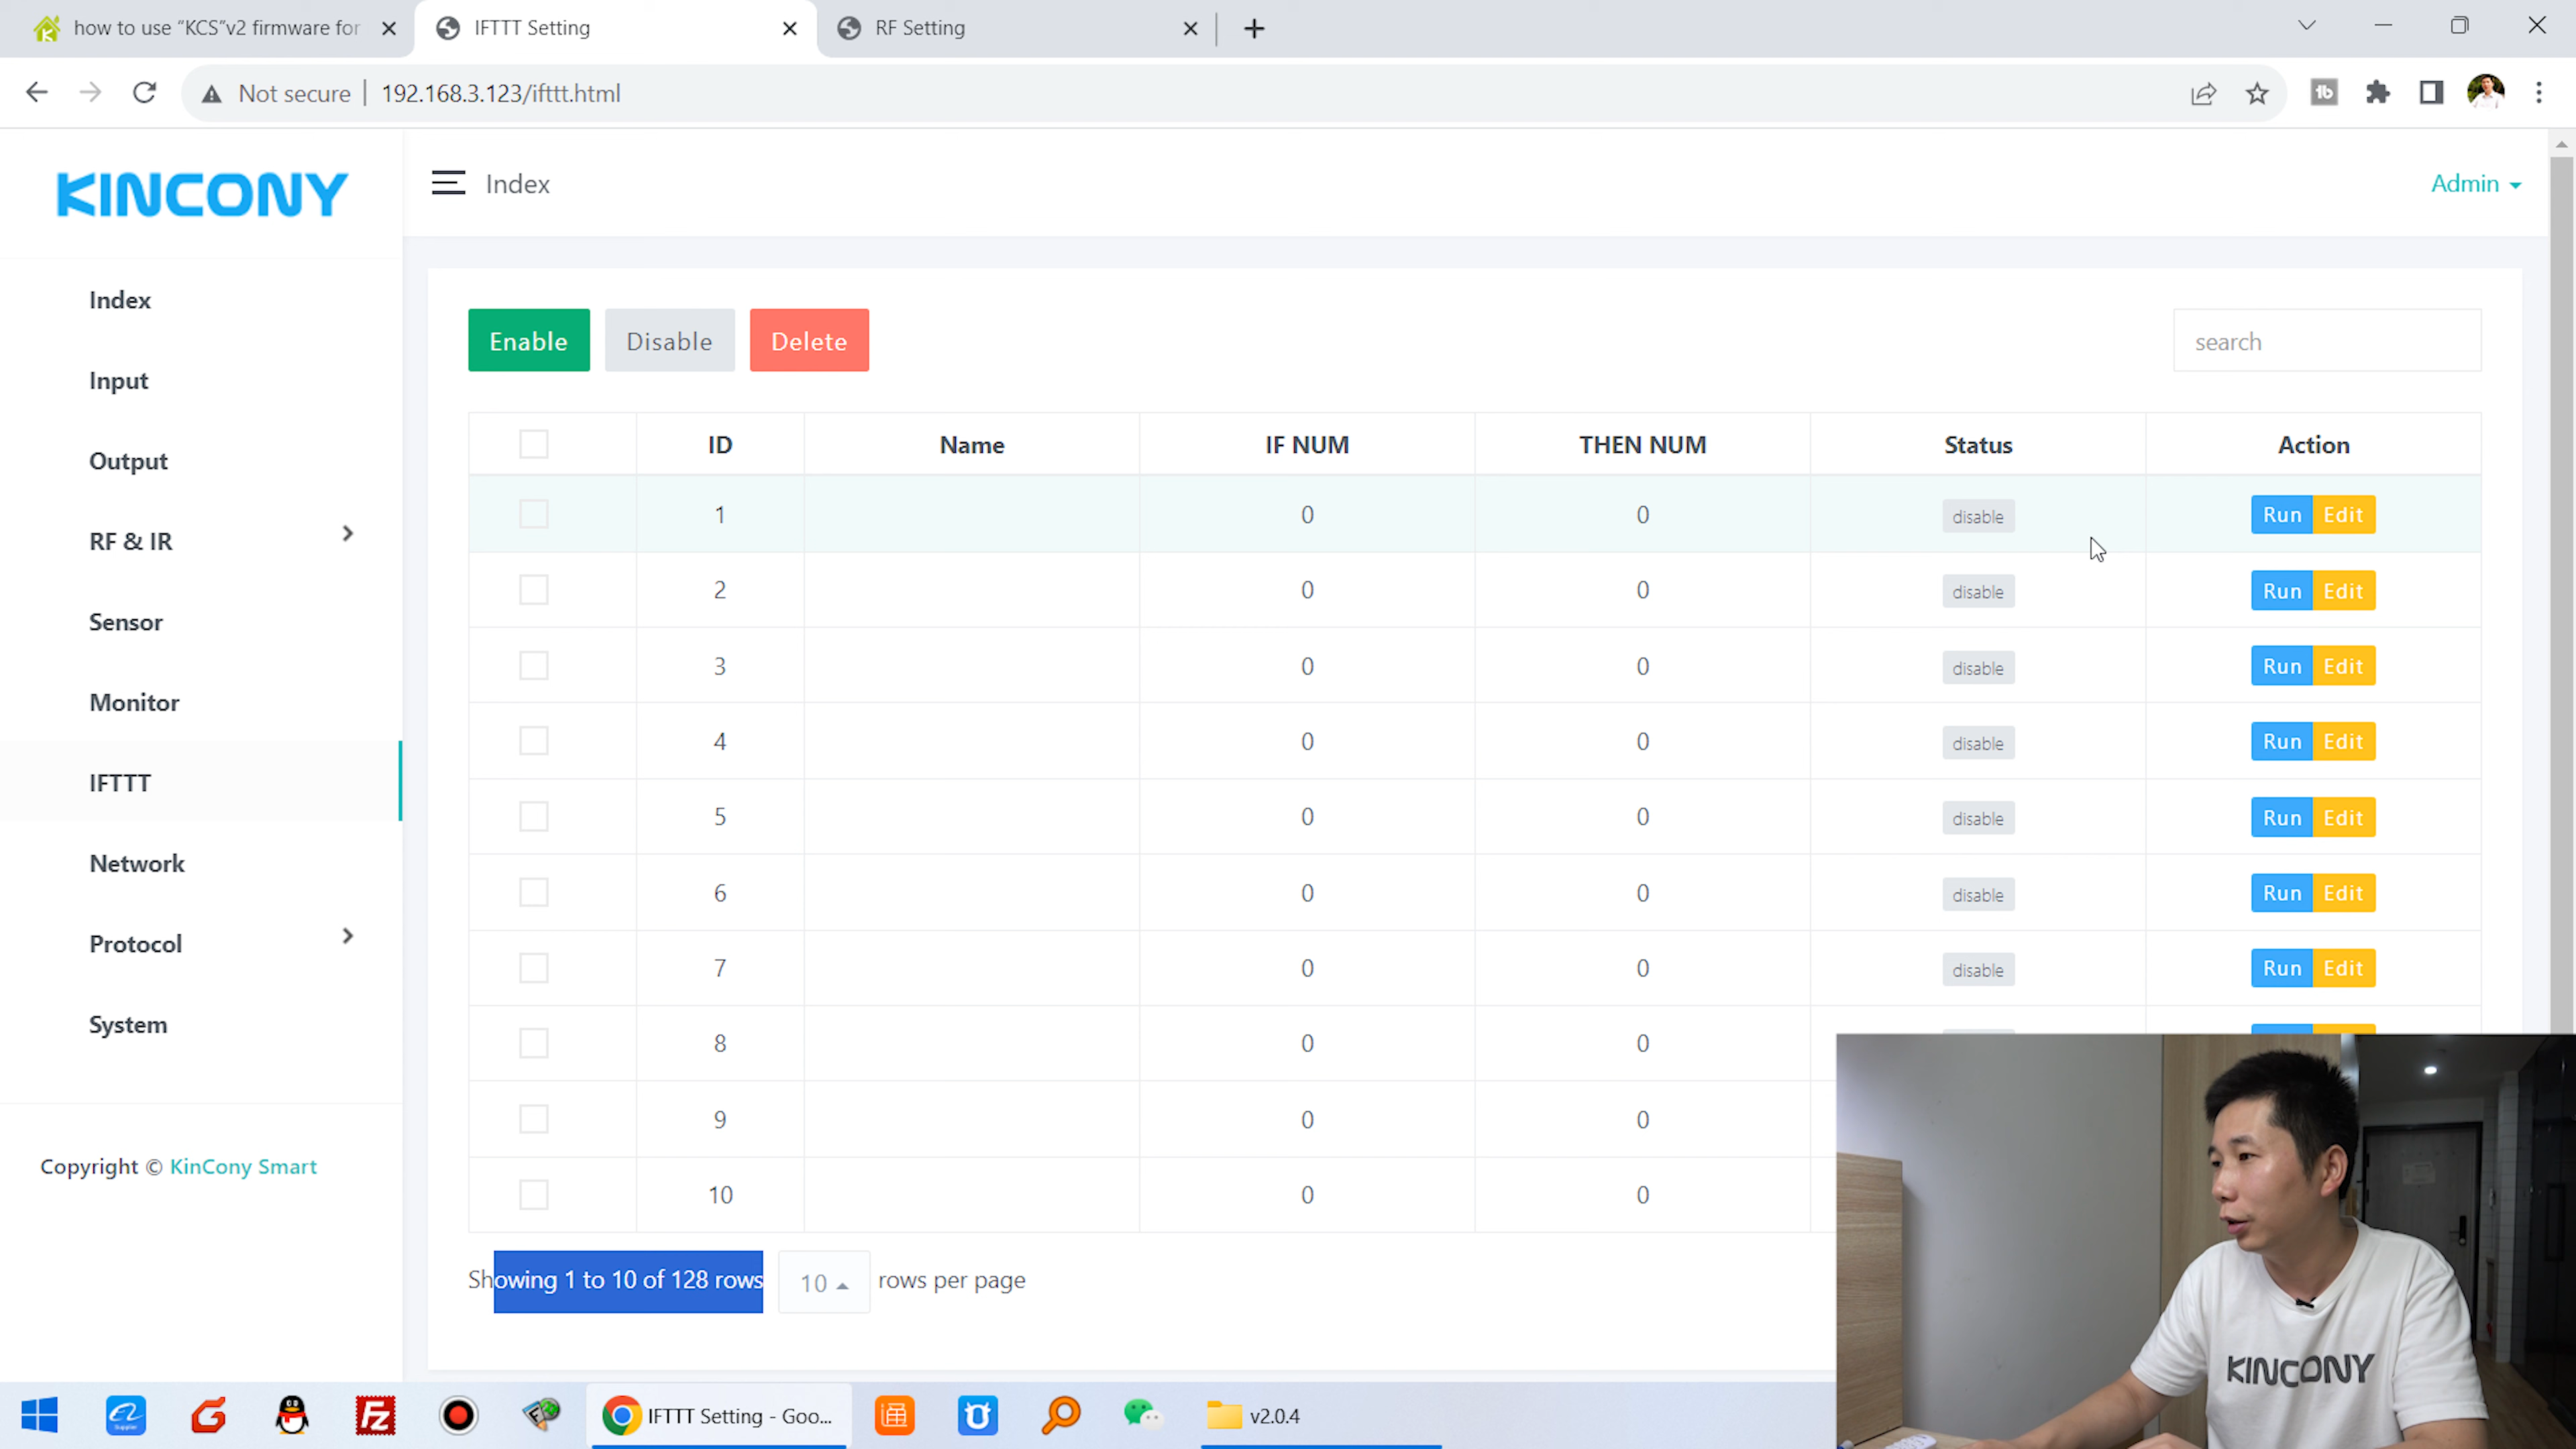 how to use “KCS”v2 firmware for
IFTTT Setting
RF Setting
Not secure
192.168.3.123/ifttt.html
KINCONY
Index
Admin
Index
Input
Output
RF & IR
Sensor
Monitor
IFTTT
Network
Protocol
System
Copyright © KinCony Smart
Enable Disable Delete
search
ID Name IF NUM THEN NUM Status Action
1 0 0 disable Run Edit
2 0 0 disable Run Edit
3 0 0 disable Run Edit
4 0 0 disable Run Edit
5 0 0 disable Run Edit
6 0 0 disable Run Edit
7 0 0 disable Run Edit
8 0 0
9 0 0
10 0 0
Showing 1 to 10 of 128 rows 10 rows per page
KINCONY
IFTTT Setting - Goo...
v2.0.4